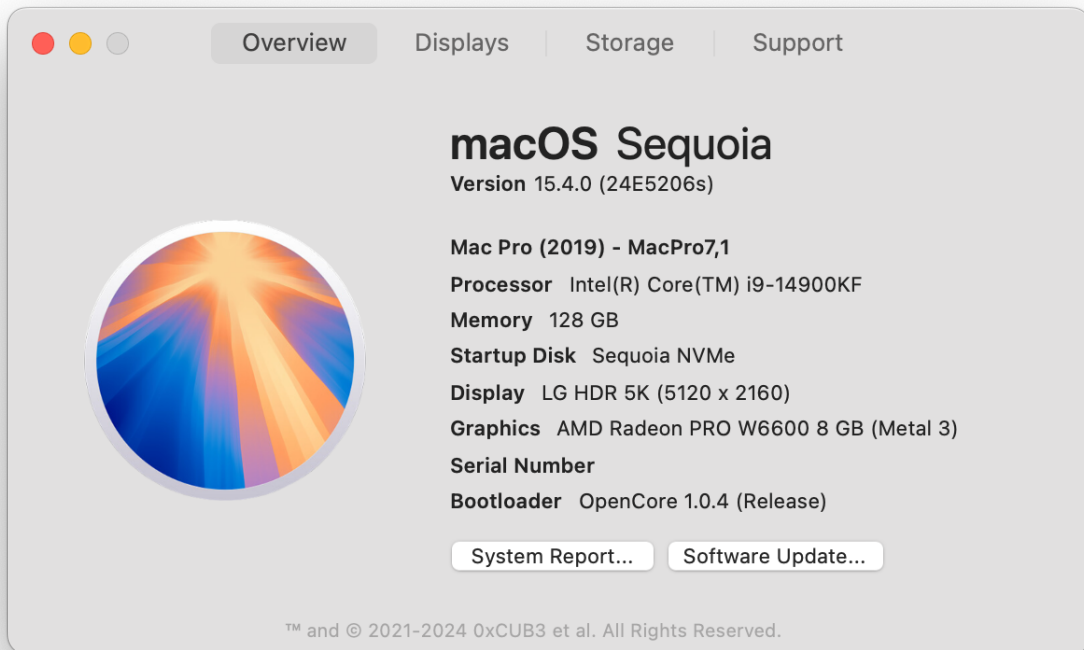 Overview Displays Storage Support
macOS Sequoia
Version 15.4.0 (24E5206s)
Mac Pro (2019) - MacPro7,1
Processor Intel(R) Core(TM) i9-14900KF
Memory 128 GB
Startup Disk Sequoia NVMe
Display LG HDR 5K (5120 x 2160)
Graphics AMD Radeon PRO W6600 8 GB (Metal 3)
Serial Number
Bootloader OpenCore 1.0.4 (Release)
System Report... Software Update...
™ and © 2021-2024 0xCUB3 et al. All Rights Reserved.